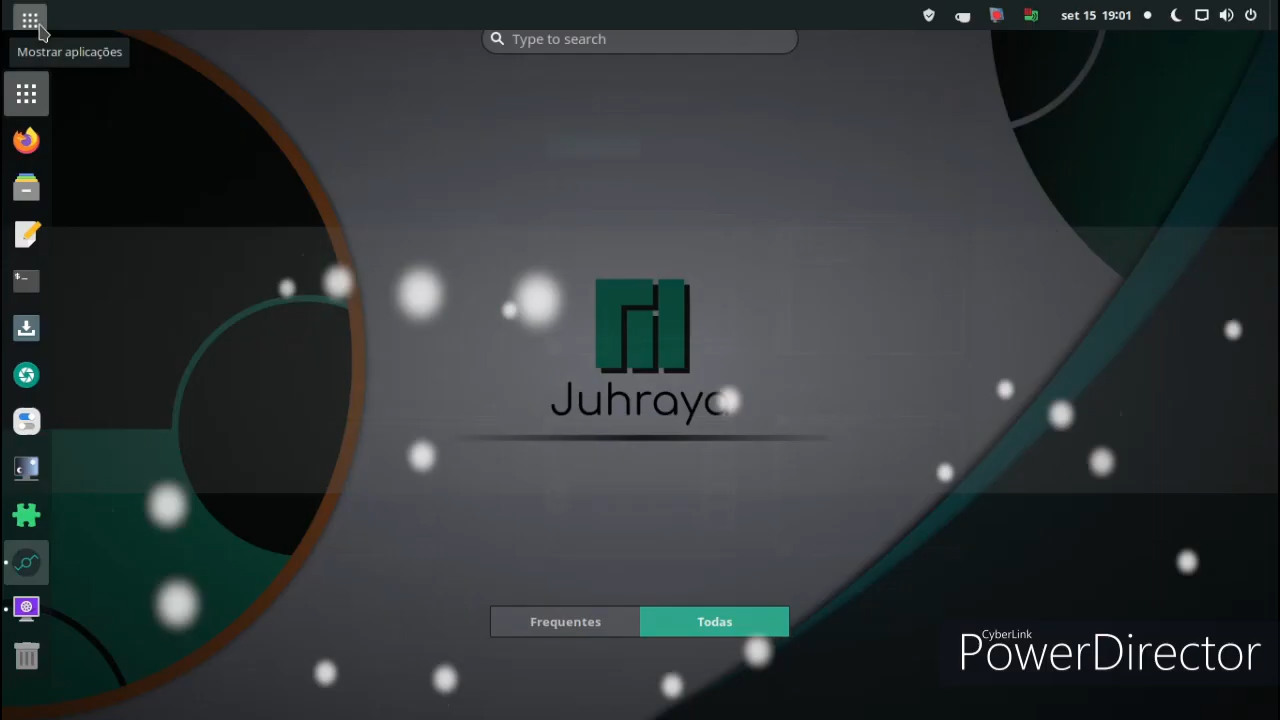 set 15 19:01
Type to search
Mostrar aplicações
Juhraya
Frequentes
Todas
CyberLink
PowerDirector